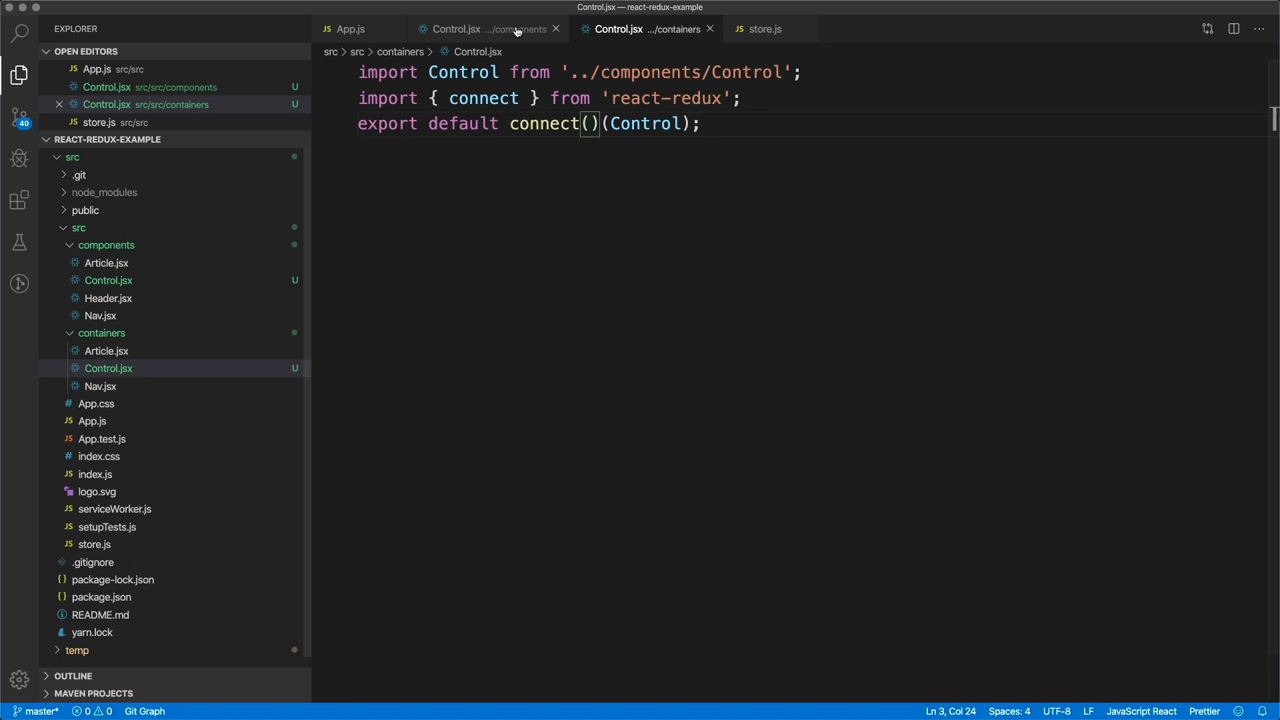 Control.jsx — react-redux-example
EXPLORER
App.js
Control.jsx .../components
Control.jsx .../containers
store.js
OPEN EDITORS
App.js src/src
Control.jsx src/src/components U
Control.jsx src/src/containers U
store.js src/src
src > src > containers > Control.jsx
import Control from '../components/Control';
import { connect } from 'react-redux';
export default connect()(Control);
40
REACT-REDUX-EXAMPLE
src
.git
node_modules
public
src
components
Article.jsx
Control.jsx U
Header.jsx
Nav.jsx
containers
Article.jsx
Control.jsx U
Nav.jsx
# App.css
JS App.js
JS App.test.js
# index.css
JS index.js
logo.svg
JS serviceWorker.js
JS setupTests.js
JS store.js
.gitignore
{} package-lock.json
{} package.json
README.md
yarn.lock
temp
OUTLINE
MAVEN PROJECTS
master* 0 0 Git Graph
Ln 3, Col 24 Spaces: 4 UTF-8 LF JavaScript React Prettier